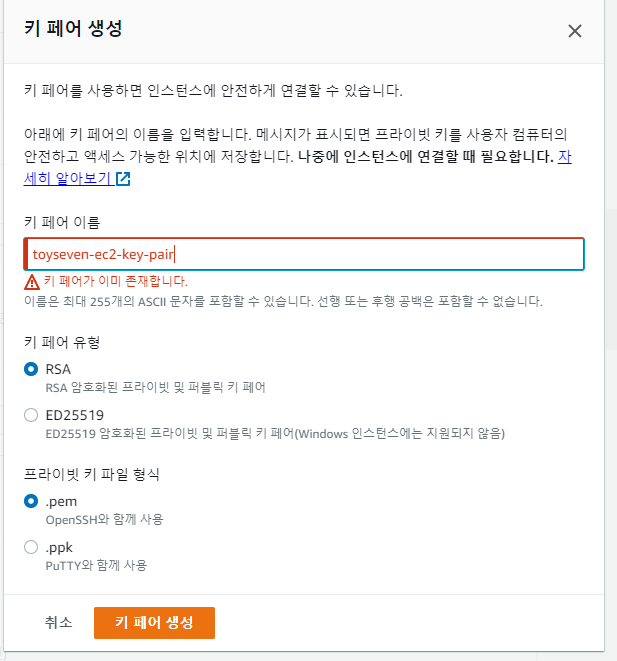 키 페어 생성
키 페어를 사용하면 인스턴스에 안전하게 연결할 수 있습니다.
아래에 키 페어의 이름을 입력합니다. 메시지가 표시되면 프라이빗 키를 사용자 컴퓨터의
안전하고 액세스 가능한 위치에 저장합니다. 나중에 인스턴스에 연결할 때 필요합니다. 자
세히 알아보기
키 페어 이름
toyseven-ec2-key-pair
키 페어가 이미 존재합니다.
이름은 최대 255개의 ASCII 문자를 포함할 수 있습니다. 선행 또는 후행 공백은 포함할 수 없습니다.
키 페어 유형
RSA
RSA 암호화된 프라이빗 및 퍼블릭 키 페어
ED25519
ED25519 암호화된 프라이빗 및 퍼블릭 키 페어(Windows 인스턴스에는 지원되지 않음)
프라이빗 키 파일 형식
.pem
OpenSSH와 함께 사용
.ppk
PuTTY와 함께 사용
취소 키 페어 생성